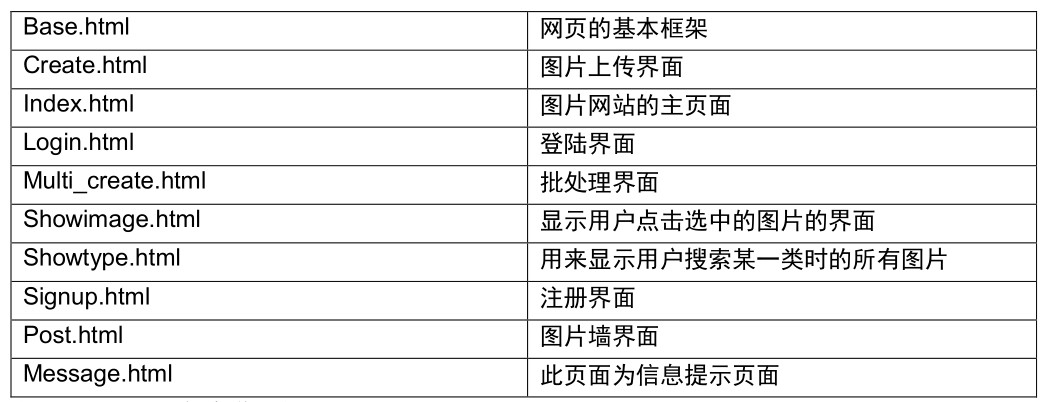 Base.html 网页的基本框架
Create.html 图片上传界面
Index.html 图片网站的主页面
Login.html 登陆界面
Multi_create.html 批处理界面
Showimage.html 显示用户点击选中的图片的界面
Showtype.html 用来显示用户搜索某一类时的所有图片
Signup.html 注册界面
Post.html 图片墙界面
Message.html 此页面为信息提示页面